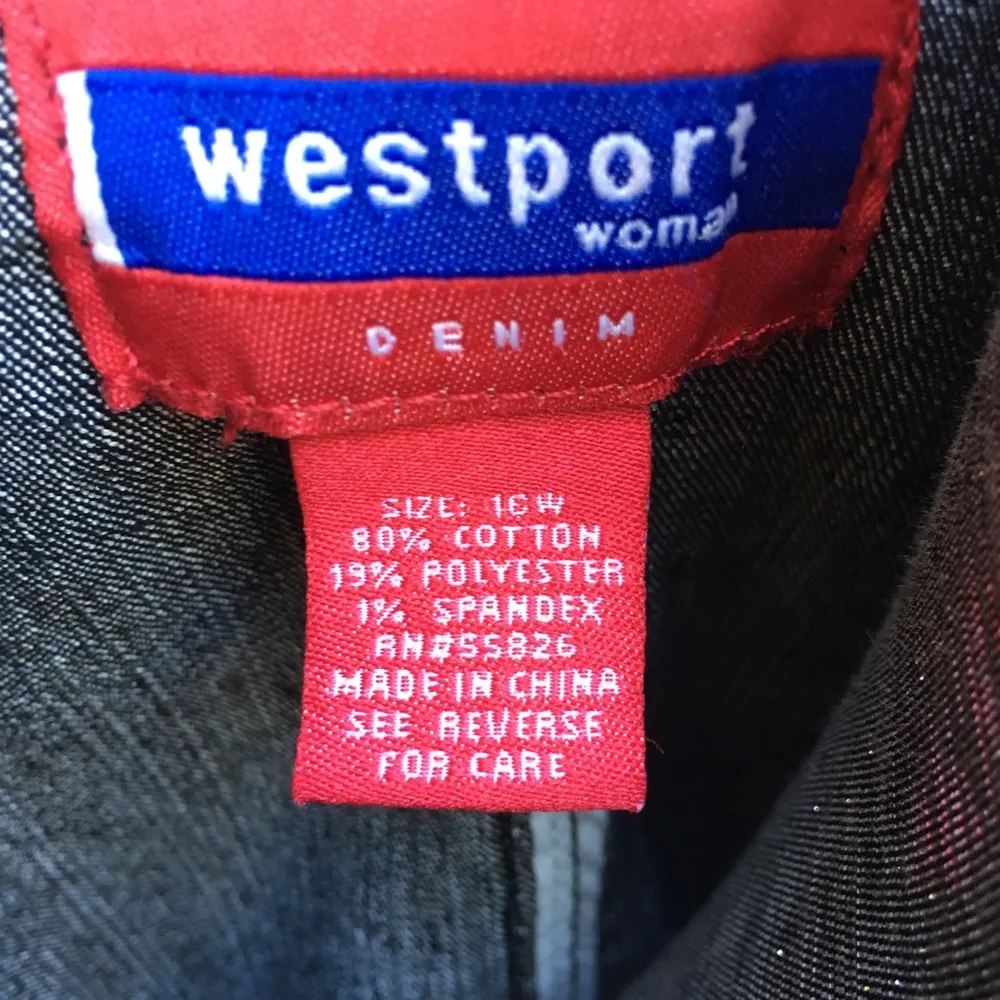 westport
woman
DENIM
SIZE: 16W
80% COTTON
19% POLYESTER
1% SPANDEX
RN#55826
MADE IN CHINA
SEE REVERSE
FOR CARE